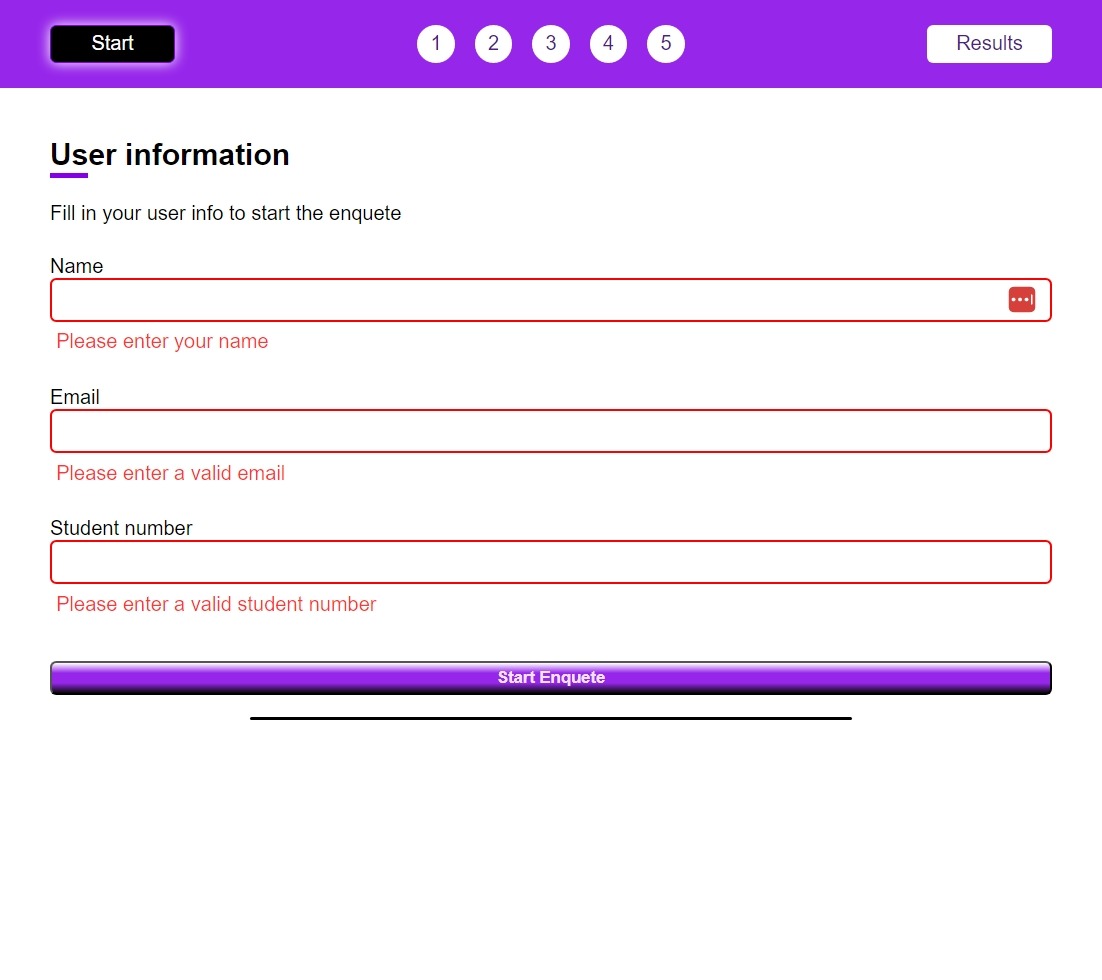 Start
1 2 3 4 5
Results
User information
Fill in your user info to start the enquete
Name
Please enter your name
Email
Please enter a valid email
Student number
Please enter a valid student number
Start Enquete